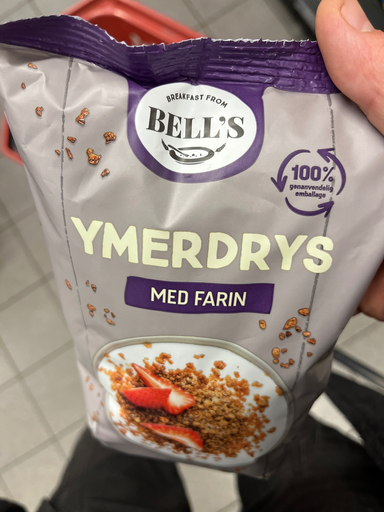 BREAKFAST FROM
BELL'S
100%
genanvendelig
emballage
YMERDRYS
MED FARIN